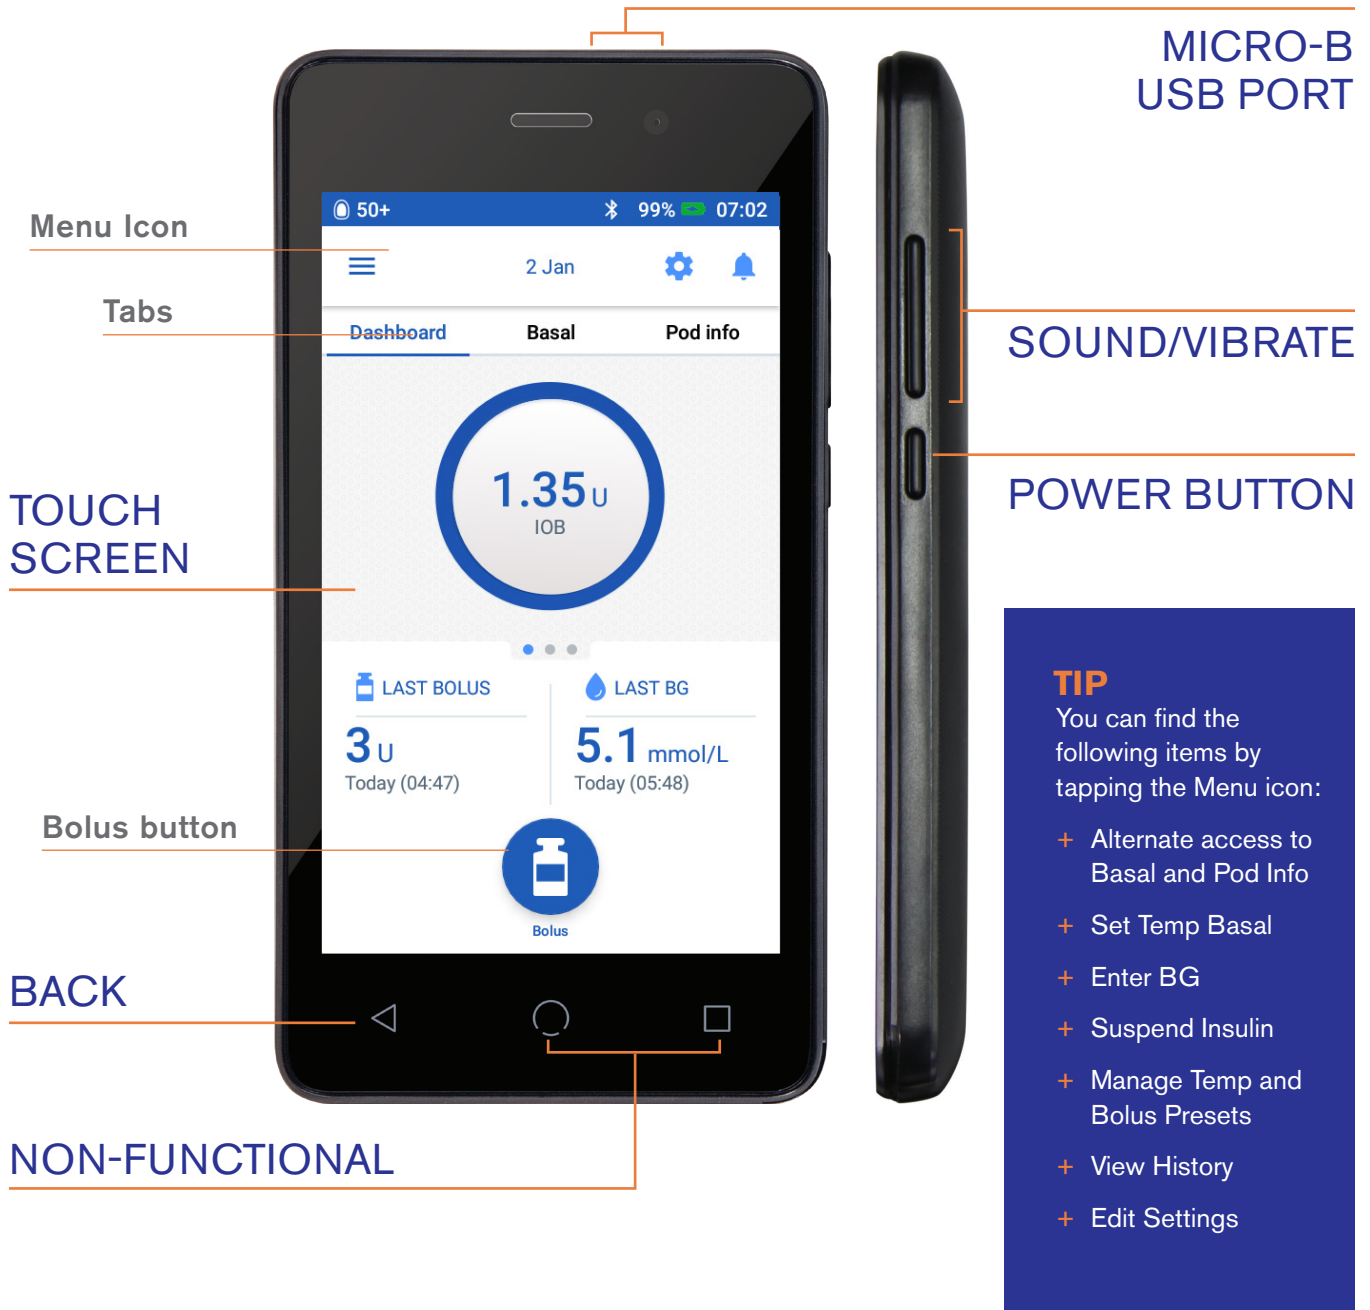 MICRO-B
USB PORT
50+ 99% 07:02
Menu Icon
2 Jan
Tabs
Dashboard Basal Pod info
SOUND/VIBRATE
1.35 U
IOB
POWER BUTTON
TOUCH
SCREEN
LAST BOLUS LAST BG
3 U 5.1 mmol/L
Today (04:47) Today (05:48)
Bolus button
Bolus
BACK
NON-FUNCTIONAL
TIP
You can find the
following items by
tapping the Menu icon:
+ Alternate access to
Basal and Pod Info
+ Set Temp Basal
+ Enter BG
+ Suspend Insulin
+ Manage Temp and
Bolus Presets
+ View History
+ Edit Settings